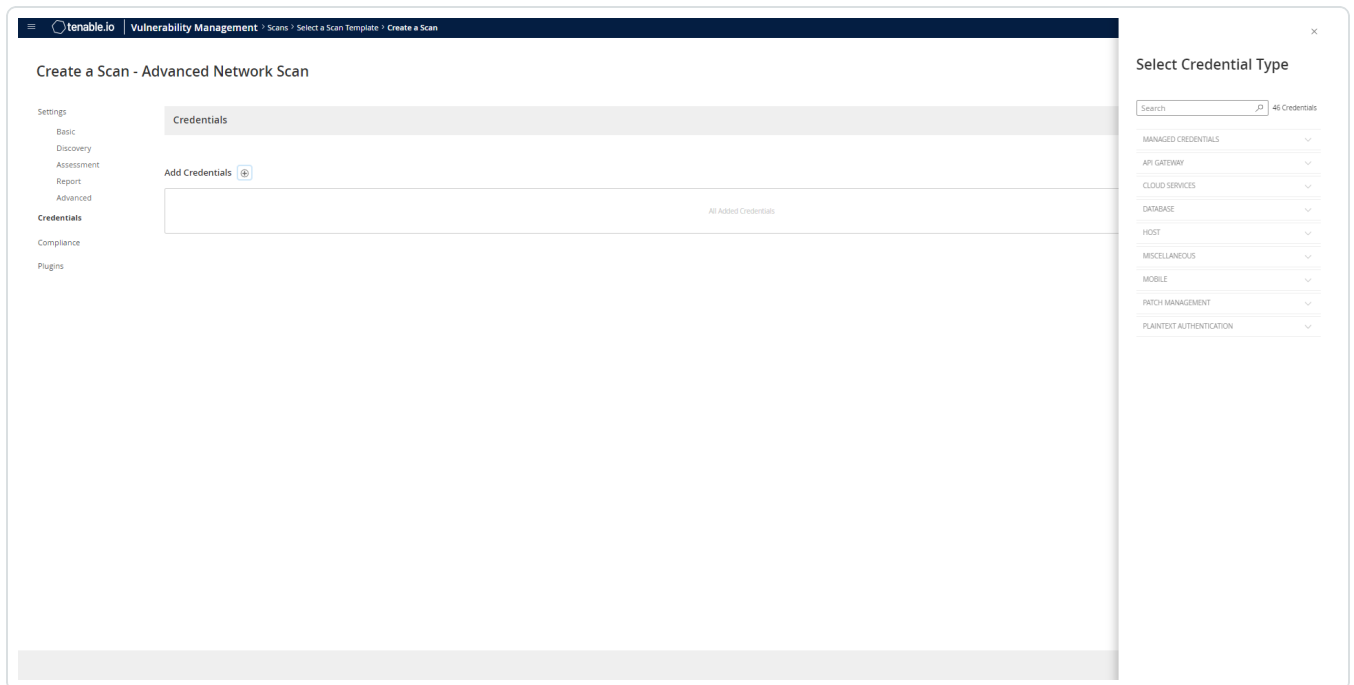 tenable.io Vulnerability Management > Scans > Select a Scan Template > Create a Scan
Create a Scan - Advanced Network Scan
Settings
Basic
Discovery
Assessment
Report
Advanced
Credentials
Compliance
Plugins
Credentials
Add Credentials
All Added Credentials
Select Credential Type
Search
46 Credentials
MANAGED CREDENTIALS
API GATEWAY
CLOUD SERVICES
DATABASE
HOST
MISCELLANEOUS
MOBILE
PATCH MANAGEMENT
PLAINTEXT AUTHENTICATION